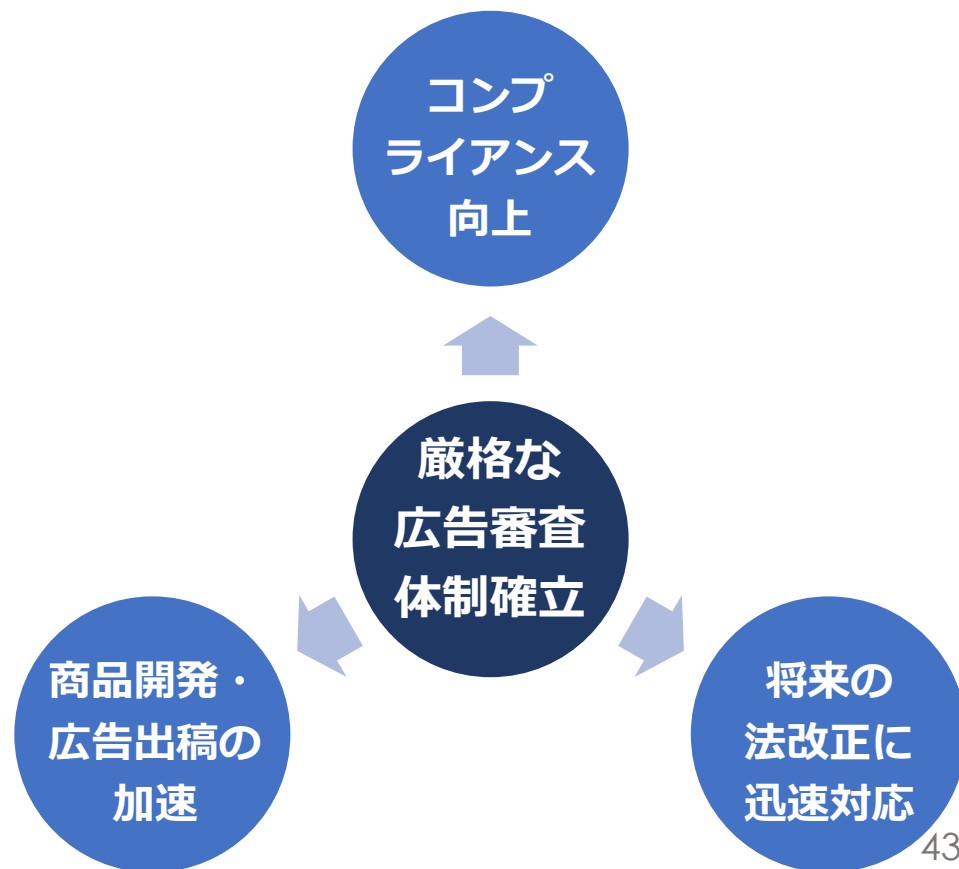 コンプ
ライアンス
向上
厳格な
広告審査
体制確立
商品開発・
広告出稿の
加速
将来の
法改正に
迅速対応
43